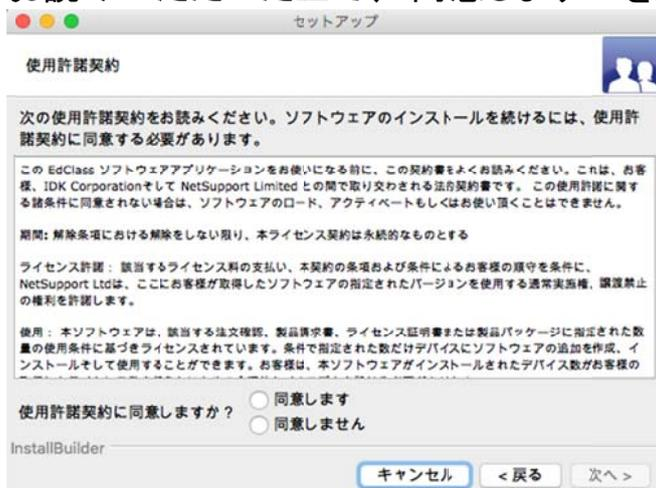 セットアップ
使用許諾契約
次の使用許諾契約をお読みください。ソフトウェアのインストールを続けるには、使用許
諾契約に同意する必要があります。
この EdClass ソフトウェアアプリケーションをお使いになる前に、この契約書をよくお読みください。これは、お客
様、IDK Corporationそして NetSupport Limited との間で取り交わされる法的契約書です。 この使用許諾に関す
る諸条件に同意されない場合は、ソフトウェアのロード、アクティベートもしくはお使い頂くことはできません。
期間: 解除条項における解除をしない限り、本ライセンス契約は永続的なものとする
ライセンス許諾： 該当するライセンス料の支払い、本契約の条項および条件によるお客様の順守を条件に、
NetSupport Ltdは、ここにお客様が取得したソフトウェアの指定されたバージョンを使用する通常実施権、譲渡禁止
の権利を許諾します。
使用： 本ソフトウェアは、該当する注文確認、製品請求書、ライセンス証明書または製品パッケージに指定された数
量の使用条件に基づきライセンスされています。条件で指定された数だけデバイスにソフトウェアの追加を作成、イ
ンストールそして使用することができます。お客様は、本ソフトウェアがインストールされたデバイス数がお客様の
使用許諾契約に同意しますか？
同意します
同意しません
InstallBuilder
キャンセル
< 戻る
次へ >